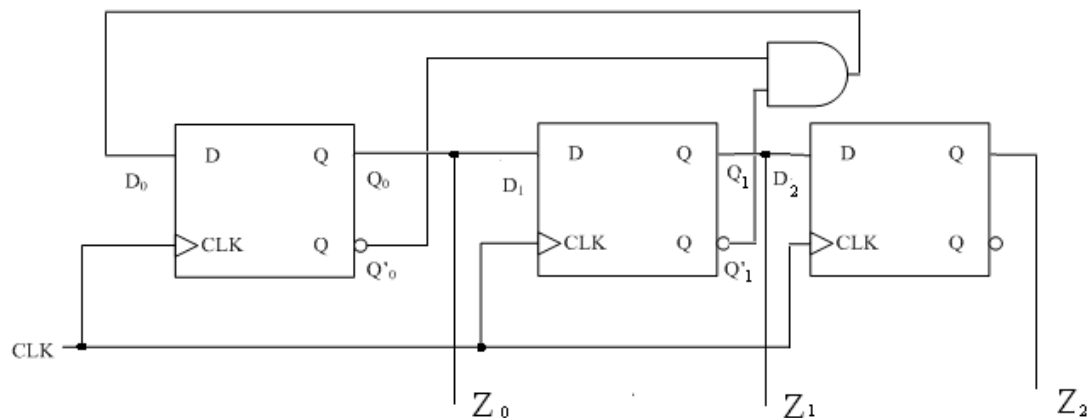 D Q
D Q
D Q
D₀ Q₀
D₁ Q₁ D₂
CLK Q
CLK Q
CLK Q
Q'₀
Q'₁
CLK
Z₀
Z₁
Z₂